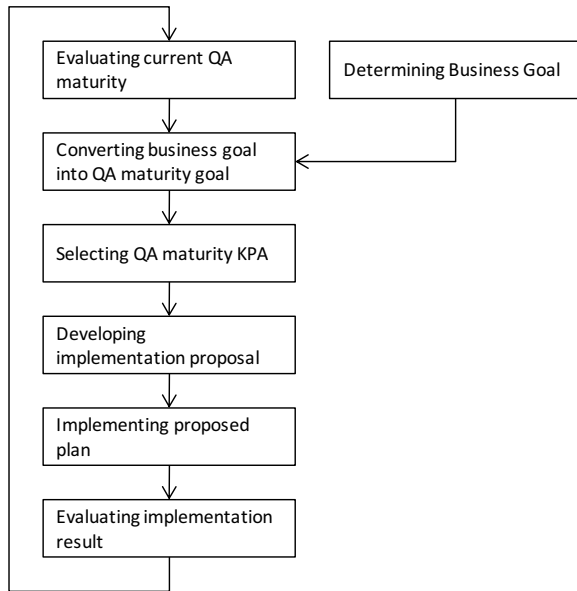 Evaluating current QA
maturity
Determining Business Goal
Converting business goal
into QA maturity goal
Selecting QA maturity KPA
Developing
implementation proposal
Implementing proposed
plan
Evaluating implementation
result